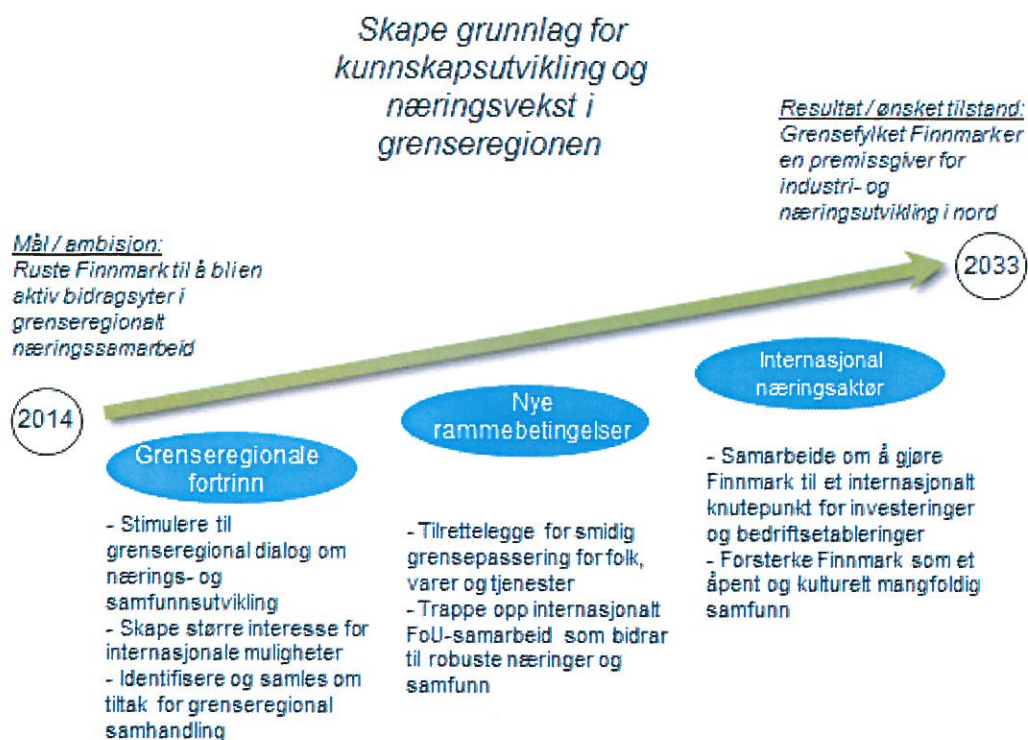 Skape grunnlag for
kunnskapsutvikling og
næringsvekst i
grenseregionen
Resultat / ønsket tilstand:
Grensefylket Finnmark er
en premissgiver for
industri- og
næringsutvikling i nord
2033
Mål / ambisjon:
Ruste Finnmark til å bli en
aktiv bidragsyter i
grenseregionalt
næringssamarbeid
2014
Grenseregionale
fortrinn
- Stimulere til
grenseregional dialog om
nærings- og
samfunnsutvikling
- Skape større interesse for
internasjonale muligheter
- Identifisere og samles om
tiltak for grenseregional
samhandling
Nye
rammebetingelser
- Tilrettelegge for smidig
grensepassering for folk,
varer og tjenester
- Trappe opp internasjonalt
FoU-samarbeid som bidrar
til robuste næringer og
samfunn
Internasjonal
næringsaktør
- Samarbeide om å gjøre
Finnmark til et internasjonalt
knutepunkt for investeringer
og bedriftsetableringer
- Forsterke Finnmark som et
åpent og kulturelt mangfoldig
samfunn